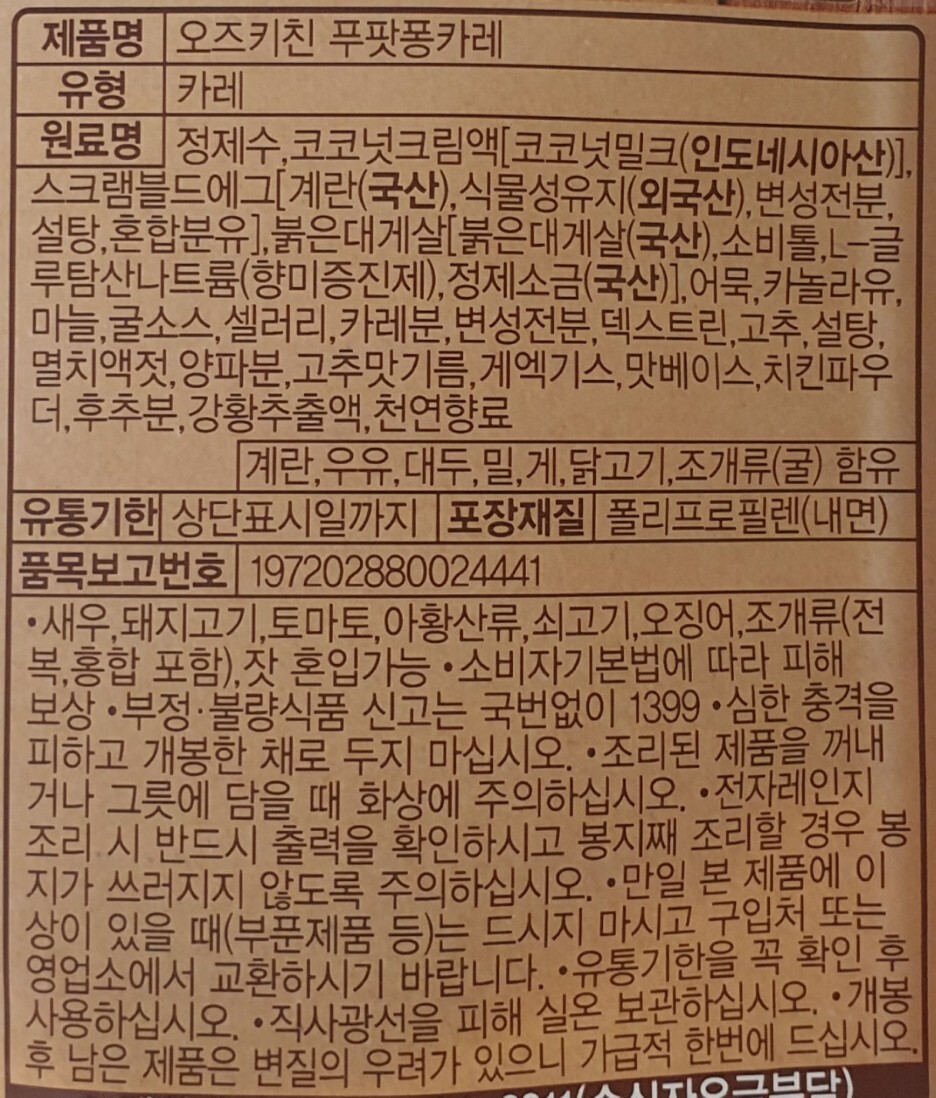 제품명 오즈키친 푸팟퐁카레
유형 카레
원료명 정제수,코코넛크림액[코코넛밀크(인도네시아산)],
스크램블드에그[계란(국산),식물성유지(외국산),변성전분,
설탕,혼합분유],붉은대게살[붉은대게살(국산),소비톨,L-글
루탐산나트륨(향미증진제),정제소금(국산)],어묵,카놀라유,
마늘,굴소스,셀러리,카레분,변성전분,덱스트린,고추,설탕,
멸치액젓,양파분,고추맛기름,게엑기스,맛베이스,치킨파우
더,후추분,강황추출액,천연향료
계란,우유,대두,밀,게,닭고기,조개류(굴) 함유
유통기한 상단표시일까지 포장재질 폴리프로필렌(내면)
품목보고번호 197202880024441
•새우,돼지고기,토마토,아황산류,쇠고기,오징어,조개류(전
복,홍합 포함),잣 혼입가능 •소비자기본법에 따라 피해
보상 •부정·불량식품 신고는 국번없이 1399 •심한 충격을
피하고 개봉한 채로 두지 마십시오. •조리된 제품을 꺼내
거나 그릇에 담을 때 화상에 주의하십시오. •전자레인지
조리 시 반드시 출력을 확인하시고 봉지째 조리할 경우 봉
지가 쓰러지지 않도록 주의하십시오. •만일 본 제품에 이
상이 있을 때(부푼제품 등)는 드시지 마시고 구입처 또는
영업소에서 교환하시기 바랍니다. •유통기한을 꼭 확인 후
사용하십시오. •직사광선을 피해 실온 보관하십시오. •개봉
후 남은 제품은 변질의 우려가 있으니 가급적 한번에 드십시오.